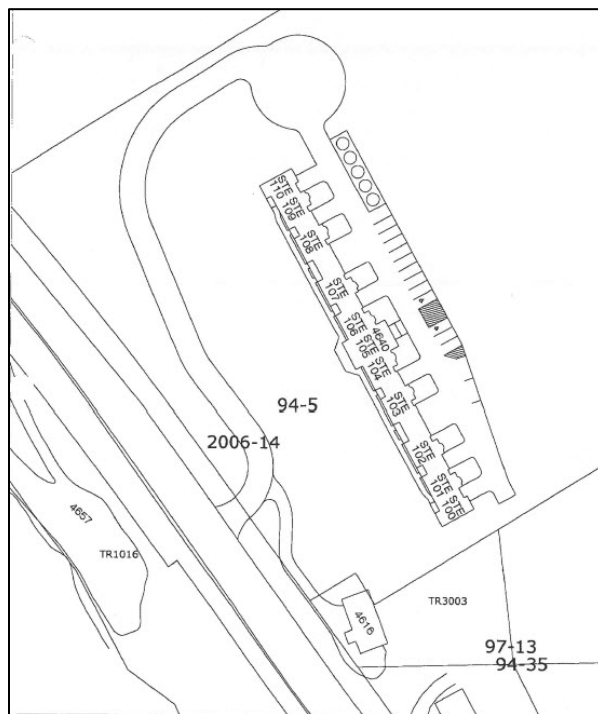 STE
110
STE
109
STE
108
STE
107
STE
106
STE
105
4640
STE
104
STE
103
STE
102
STE
101
STE
100
94-5
2006-14
4657
TR1016
4616
TR3003
97-13
94-35